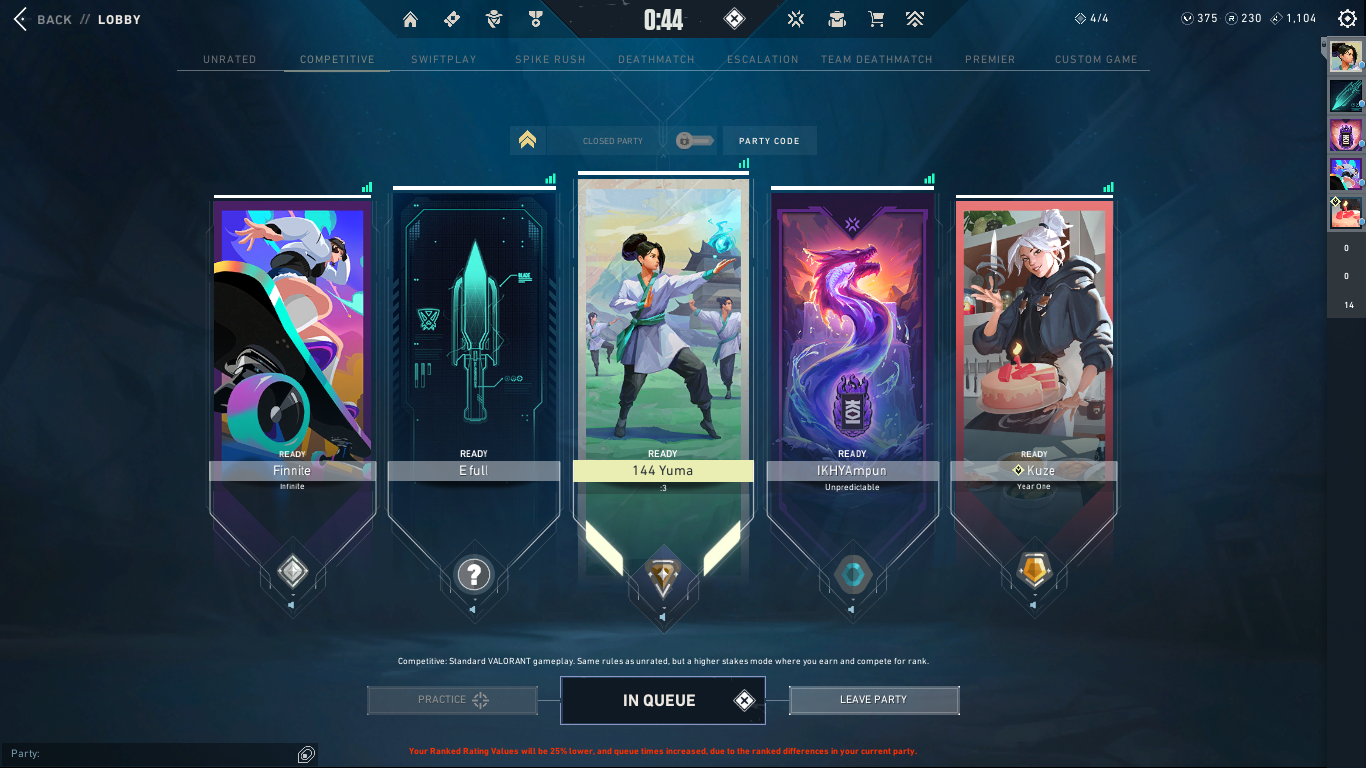 BACK // LOBBY
0:44
4/4
375
230
1,104
UNRATED
COMPETITIVE
SWIFTPLAY
SPIKE RUSH
DEATHMATCH
ESCALATION
TEAM DEATHMATCH
PREMIER
CUSTOM GAME
CLOSED PARTY
PARTY CODE
0
0
14
READY
Finnite
Infinite
READY
E full
READY
144 Yuma
:3
READY
IKHYAmpun
Unpredictable
READY
Kuze
Year One
?
Competitive: Standard VALORANT gameplay. Same rules as unrated, but a higher stakes mode where you earn and compete for rank.
PRACTICE
IN QUEUE
LEAVE PARTY
Your Ranked Rating Values will be 25% lower, and queue times increased, due to the ranked differences in your current party.
Party: